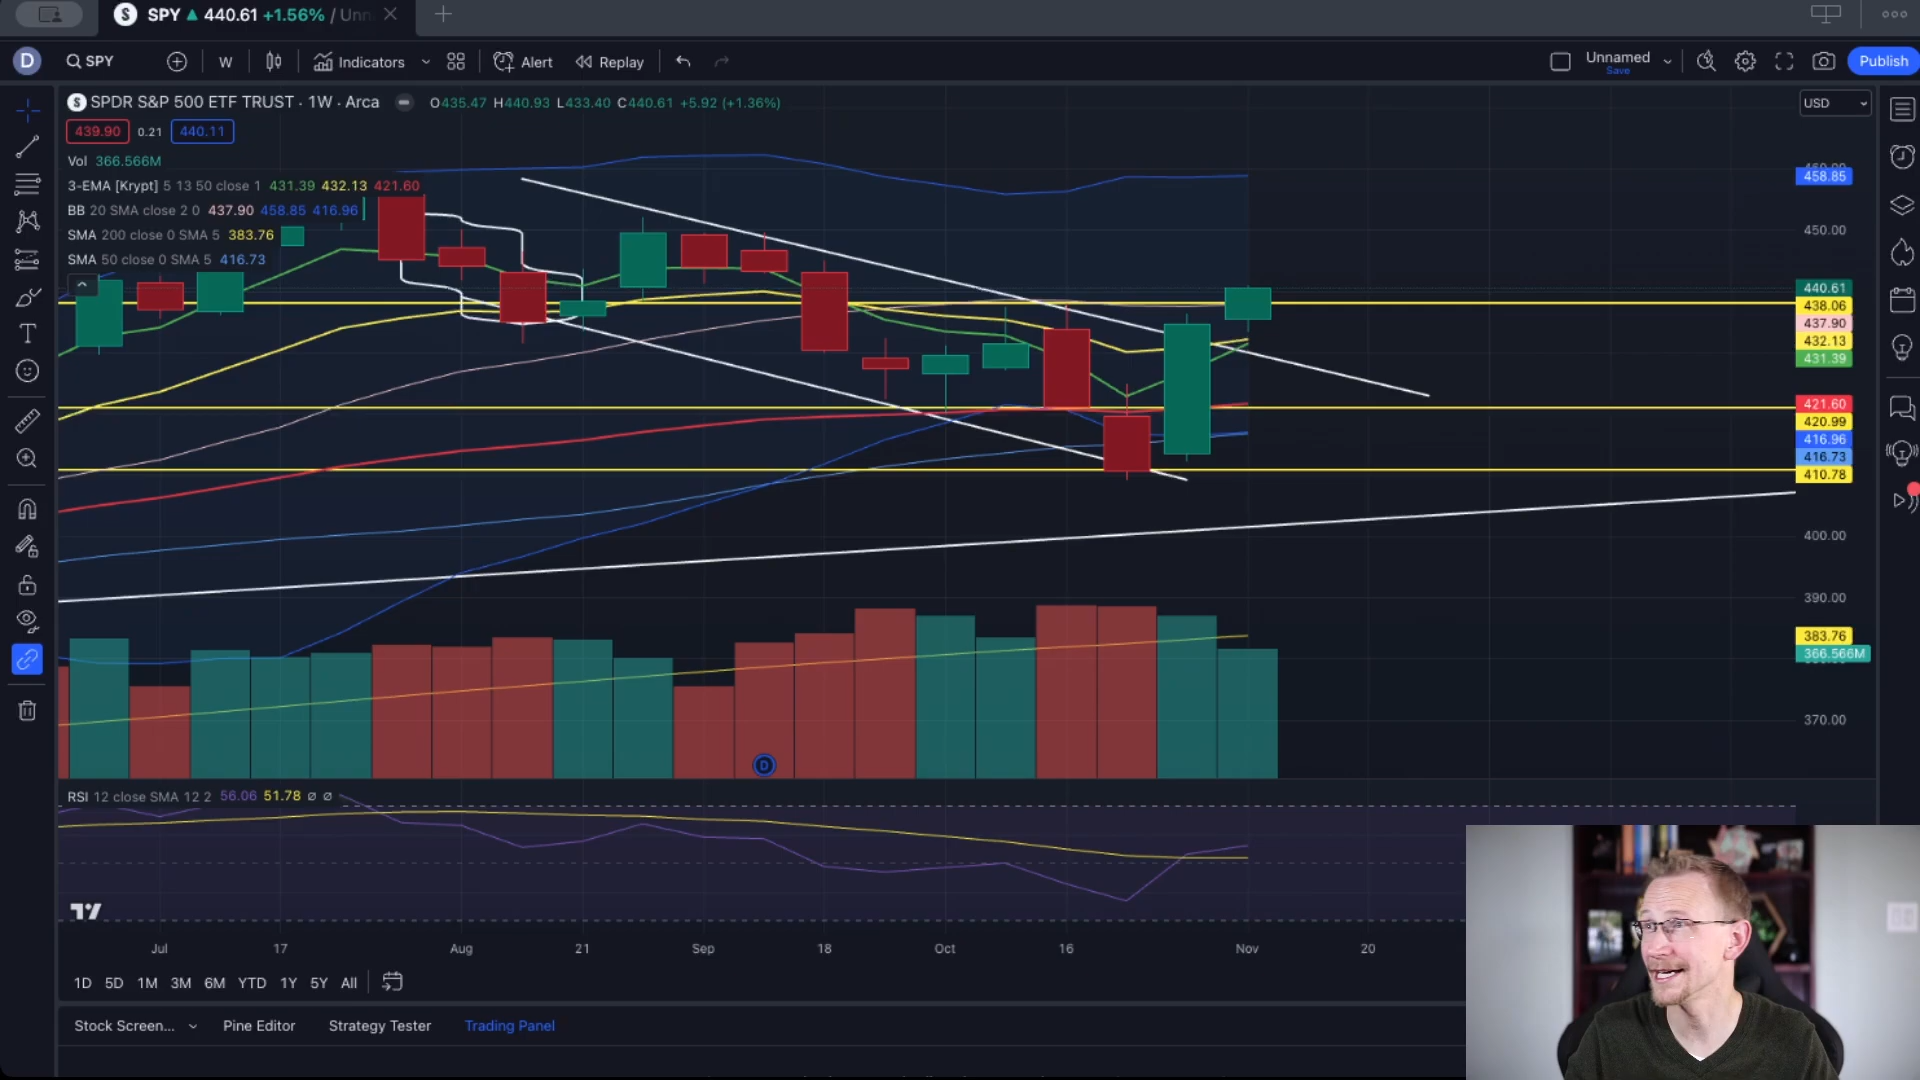 SPY ▲ 440.61 +1.56% / Unn
D SPY W Indicators Alert Replay Unnamed Save Publish
SPDR S&P 500 ETF TRUST · 1W · Arca O435.47 H440.93 L433.40 C440.61 +5.92 (+1.36%)
USD
439.90 0.21 440.11
Vol 366.566M
3-EMA [Krypt] 5 13 50 close 1 431.39 432.13 421.60
BB 20 SMA close 2 0 437.90 458.85 416.96
SMA 200 close 0 SMA 5 383.76
SMA 50 close 0 SMA 5 416.73
458.85
450.00
440.61
438.06
437.90
432.13
431.39
421.60
420.99
416.96
416.73
410.78
400.00
390.00
383.76
366.566M
370.00
D
RSI 12 close SMA 12 2 56.06 51.78 ∅ ∅
Jul 17 Aug 21 Sep 18 Oct 16 Nov 20
1D 5D 1M 3M 6M YTD 1Y 5Y All
Stock Screen... Pine Editor Strategy Tester Trading Panel